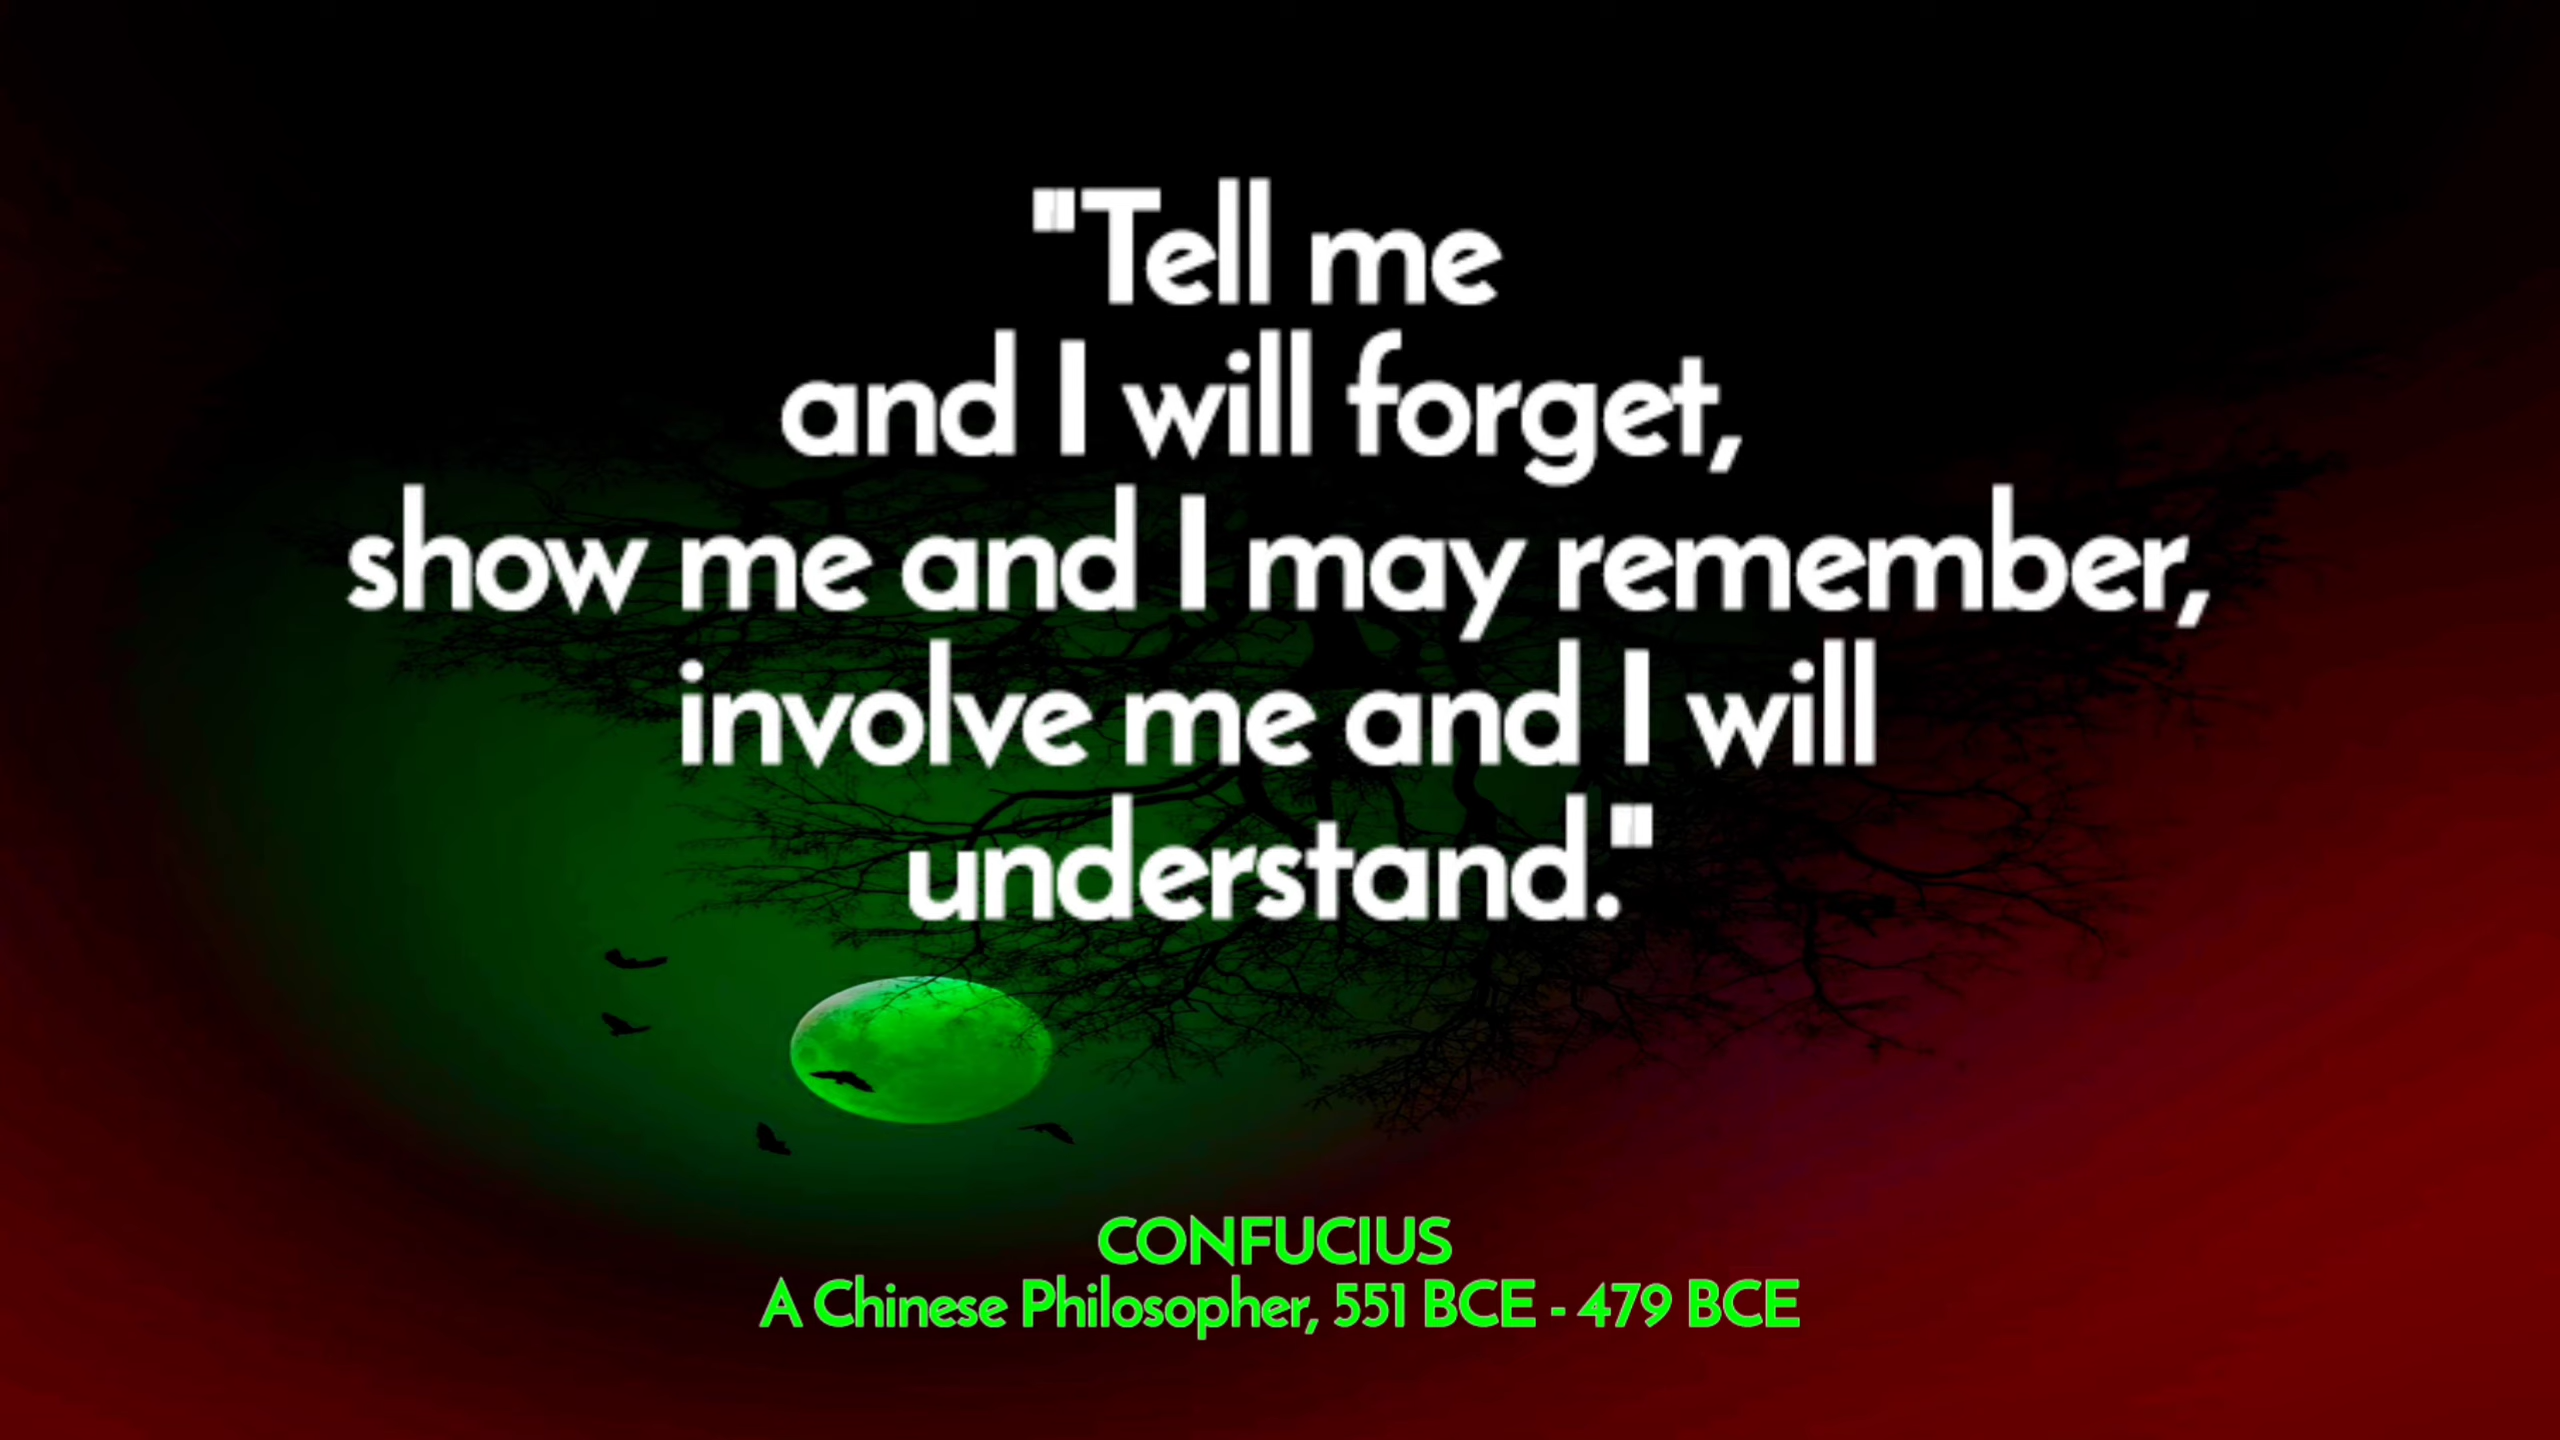 "Tell me
and I will forget,
show me and I may remember,
involve me and I will
understand."
CONFUCIUS
A Chinese Philosopher, 551 BCE - 479 BCE